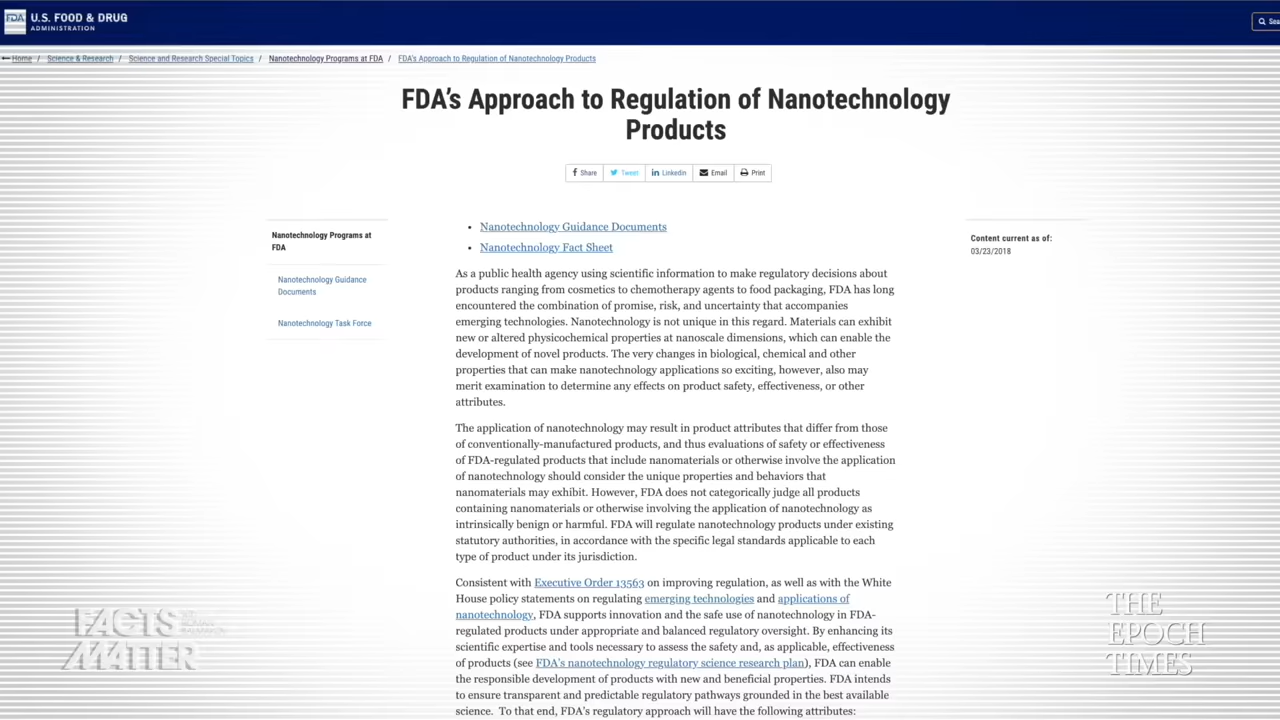 FDA U.S. FOOD & DRUG
ADMINISTRATION
Home / Science & Research / Science and Research Special Topics / Nanotechnology Programs at FDA / FDA's Approach to Regulation of Nanotechnology Products
FDA's Approach to Regulation of Nanotechnology
Products
Share Tweet Linkedin Email Print
Nanotechnology Programs at
FDA
Nanotechnology Guidance
Documents
Nanotechnology Task Force
• Nanotechnology Guidance Documents
• Nanotechnology Fact Sheet
As a public health agency using scientific information to make regulatory decisions about
products ranging from cosmetics to chemotherapy agents to food packaging, FDA has long
encountered the combination of promise, risk, and uncertainty that accompanies
emerging technologies. Nanotechnology is not unique in this regard. Materials can exhibit
new or altered physicochemical properties at nanoscale dimensions, which can enable the
development of novel products. The very changes in biological, chemical and other
properties that can make nanotechnology applications so exciting, however, also may
merit examination to determine any effects on product safety, effectiveness, or other
attributes.
The application of nanotechnology may result in product attributes that differ from those
of conventionally-manufactured products, and thus evaluations of safety or effectiveness
of FDA-regulated products that include nanomaterials or otherwise involve the application
of nanotechnology should consider the unique properties and behaviors that
nanomaterials may exhibit. However, FDA does not categorically judge all products
containing nanomaterials or otherwise involving the application of nanotechnology as
intrinsically benign or harmful. FDA will regulate nanotechnology products under existing
statutory authorities, in accordance with the specific legal standards applicable to each
type of product under its jurisdiction.
Consistent with Executive Order 13563 on improving regulation, as well as with the White
House policy statements on regulating emerging technologies and applications of
nanotechnology, FDA supports innovation and the safe use of nanotechnology in FDA-
regulated products under appropriate and balanced regulatory oversight. By enhancing its
scientific expertise and tools necessary to assess the safety and, as applicable, effectiveness
of products (see FDA's nanotechnology regulatory science research plan), FDA can enable
the responsible development of products with new and beneficial properties. FDA intends
to ensure transparent and predictable regulatory pathways grounded in the best available
science. To that end, FDA's regulatory approach will have the following attributes:
Content current as of:
03/23/2018
FACTS
MATTER
THE
EPOCH
TIMES